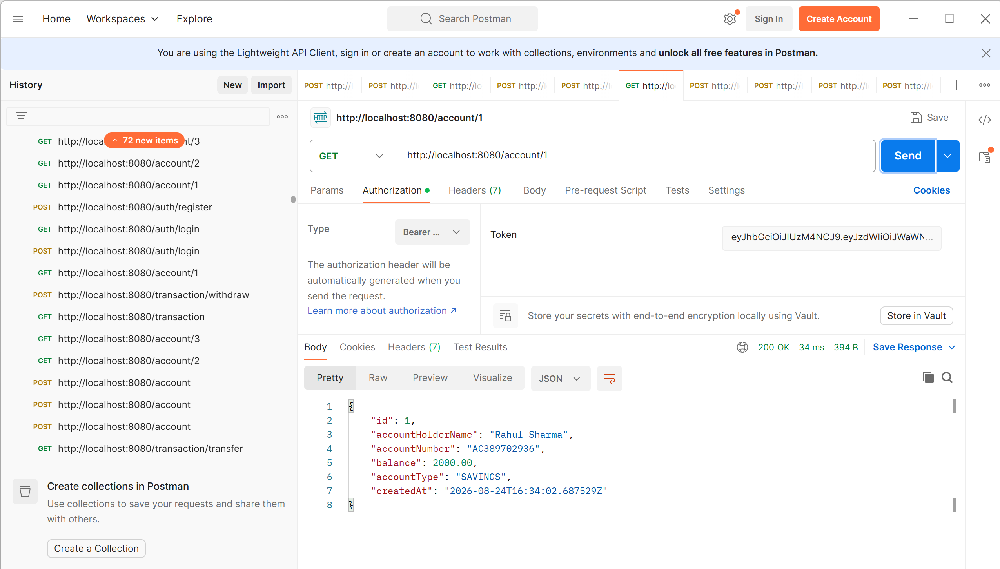 Home Workspaces Explore Search Postman Sign In Create Account
You are using the Lightweight API Client, sign in or create an account to work with collections, environments and unlock all free features in Postman.
History New Import
POST http://l POST http://l GET http://lo POST http://l POST http://l GET http://lo POST http://l POST http://l POST http://l POST http://l
72 new items
GET http://loca nt/3
GET http://localhost:8080/account/2
GET http://localhost:8080/account/1
POST http://localhost:8080/auth/register
GET http://localhost:8080/auth/login
POST http://localhost:8080/auth/login
GET http://localhost:8080/account/1
POST http://localhost:8080/transaction/withdraw
GET http://localhost:8080/transaction
GET http://localhost:8080/account/3
GET http://localhost:8080/account/2
POST http://localhost:8080/account
POST http://localhost:8080/account
POST http://localhost:8080/account
GET http://localhost:8080/transaction/transfer
Create collections in Postman
Use collections to save your requests and share them
with others.
Create a Collection
HTTP http://localhost:8080/account/1 Save
GET http://localhost:8080/account/1 Send
Params Authorization Headers (7) Body Pre-request Script Tests Settings Cookies
Type Bearer ...
The authorization header will be
automatically generated when you
send the request.
Learn more about authorization ↗
Token eyJhbGciOiJIUzM4NCJ9.eyJzdWIiOiJWaWN...
Store your secrets with end-to-end encryption locally using Vault. Store in Vault
Body Cookies Headers (7) Test Results 200 OK 34 ms 394 B Save Response
Pretty Raw Preview Visualize JSON
1 {
2 "id": 1,
3 "accountHolderName": "Rahul Sharma",
4 "accountNumber": "AC389702936",
5 "balance": 2000.00,
6 "accountType": "SAVINGS",
7 "createdAt": "2026-08-24T16:34:02.687529Z"
8 }